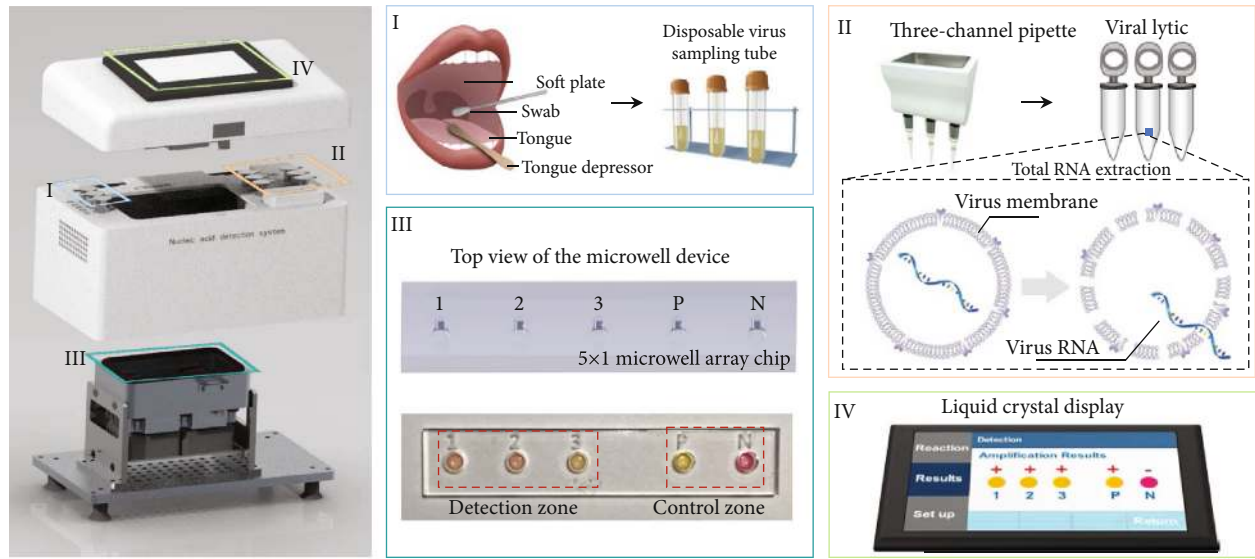 IV
II
I
Nucleic acid detection system
III
I
Disposable virus
sampling tube
Soft plate
Swab
Tongue
Tongue depressor
II
Three-channel pipette
Viral lytic
Total RNA extraction
Virus membrane
Virus RNA
III
Top view of the microwell device
1 2 3 P N
5×1 microwell array chip
1 2 3 P N
Detection zone
Control zone
IV
Liquid crystal display
Reaction
Results
Set up
Detection
Amplification Results
+ + + + -
1 2 3 P N
Return